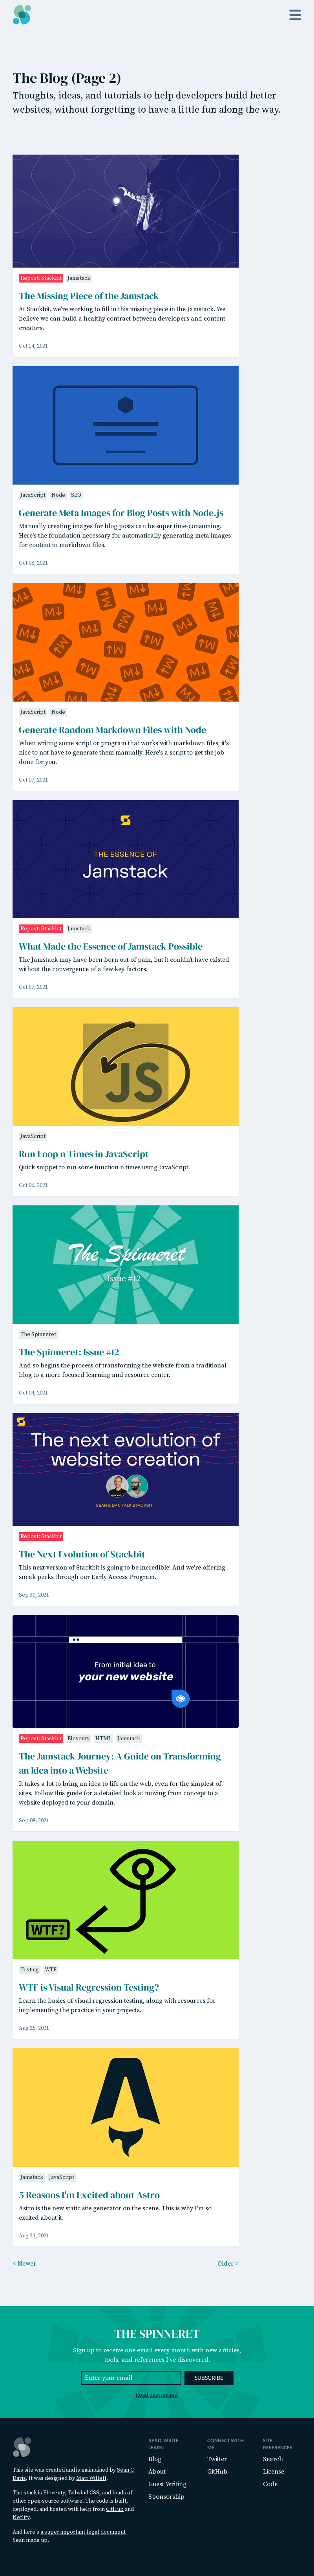 The Blog (Page 2)
Thoughts, ideas, and tutorials to help developers build better
websites, without forgetting to have a little fun along the way.
Repost: Stackbit Jamstack
The Missing Piece of the Jamstack
At Stackbit, we're working to fill in this missing piece in the Jamstack. We
believe we can build a healthy contract between developers and content
creators.
Oct 14, 2021
JavaScript Node SEO
Generate Meta Images for Blog Posts with Node.js
Manually creating images for blog posts can be super time-consuming.
Here's the foundation necessary for automatically generating meta images
for content in markdown files.
Oct 08, 2021
JavaScript Node
Generate Random Markdown Files with Node
When writing some script or program that works with markdown files, it's
nice to not have to generate them manually. Here's a script to get the job
done for you.
Oct 07, 2021
THE ESSENCE OF
Jamstack
Repost: Stackbit Jamstack
What Made the Essence of Jamstack Possible
The Jamstack may have been born out of pain, but it couldn't have existed
without the convergence of a few key factors.
Oct 07, 2021
JS
JavaScript
Run Loop n Times in JavaScript
Quick snippet to run some function n times using JavaScript.
Oct 06, 2021
The Spinneret
Issue #12
The Spinneret
The Spinneret: Issue #12
And so begins the process of transforming the website from a traditional
blog to a more focused learning and resource center.
Oct 04, 2021
The next evolution of
website creation
SEAN & DAN TALK STACKBIT
Repost: Stackbit
The Next Evolution of Stackbit
This next version of Stackbit is going to be incredible! And we're offering
sneak peeks through our Early Access Program.
Sep 30, 2021
From initial idea to
your new website
Repost: Stackbit Eleventy HTML Jamstack
The Jamstack Journey: A Guide on Transforming
an Idea into a Website
It takes a lot to bring an idea to life on the web, even for the simplest of
sites. Follow this guide for a detailed look at moving from concept to a
website deployed to your domain.
Sep 08, 2021
WTF?
Testing WTF
WTF is Visual Regression Testing?
Learn the basics of visual regression testing, along with resources for
implementing the practice in your projects.
Aug 25, 2021
Jamstack JavaScript
5 Reasons I'm Excited about Astro
Astro is the new static site generator on the scene. This is why I'm so
excited about it.
Aug 24, 2021
< Newer Older >
THE SPINNERET
Sign up to receive one email every month with new articles,
tools, and references I've discovered.
Enter your email SUBSCRIBE
Read past issues.
This site was created and is maintained by Sean C
Davis. It was designed by Matt Willett.
The stack is Eleventy, Tailwind CSS, and loads of
other open source software. The code is built,
deployed, and hosted with help from GitHub and
Netlify.
And here's a super important legal document
Sean made up.
READ, WRITE,
LEARN
Blog
About
Guest Writing
Sponsorship
CONNECT WITH
ME
Twitter
GitHub
SITE
REFERENCES
Search
License
Code